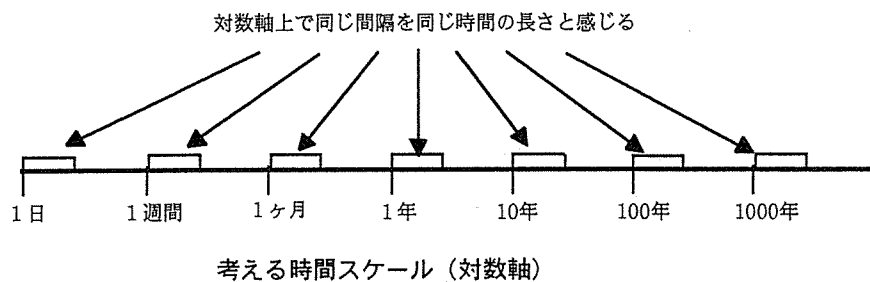 対数軸上で同じ間隔を同じ時間の長さと感じる
1日 1週間 1ヶ月 1年 10年 100年 1000年
考える時間スケール（対数軸）